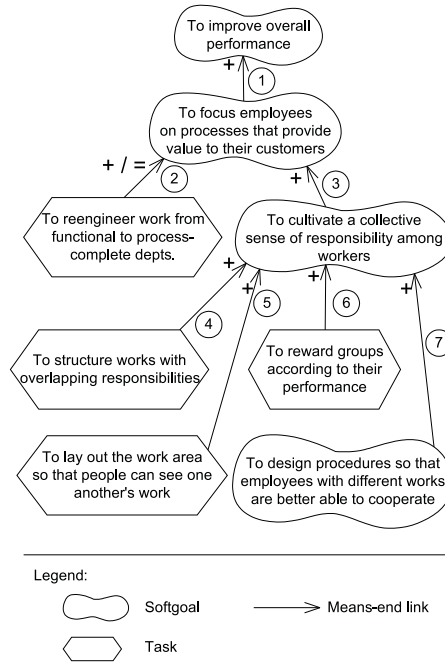 To improve overall
performance
+
1
To focus employees
on processes that provide
value to their customers
+ / =
2
+
3
To reengineer work from
functional to process-
complete depts.
To cultivate a collective
sense of responsibility among
workers
+
+
+
+
4
5
6
7
To structure works with
overlapping responsibilities
To reward groups
according to their
performance
To lay out the work area
so that people can see one
another's work
To design procedures so that
employees with different works
are better able to cooperate
Legend:
Softgoal
Means-end link
Task